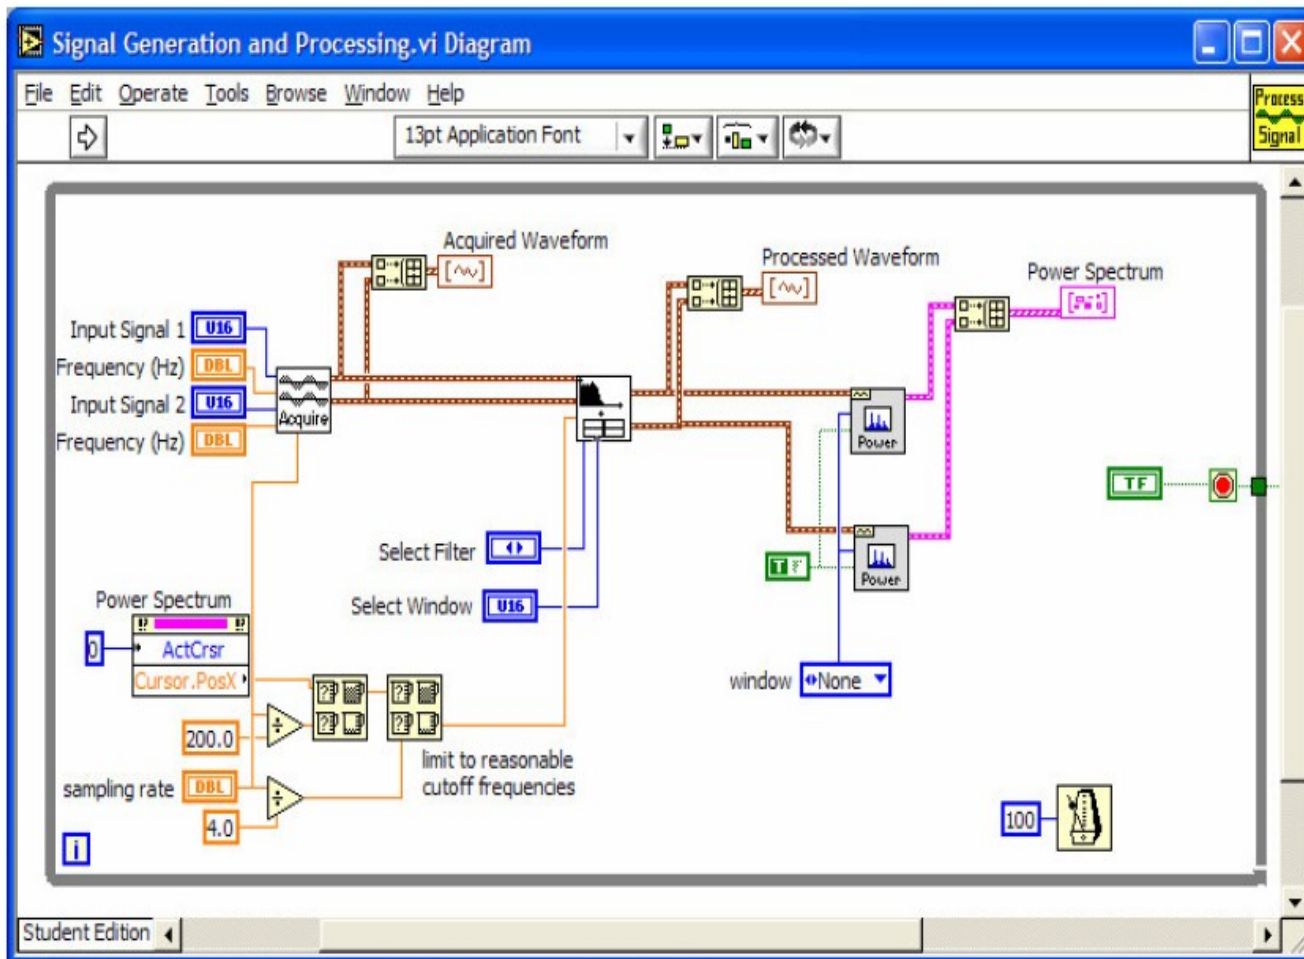 Signal Generation and Processing.vi Diagram
File Edit Operate Tools Browse Window Help
13pt Application Font
Process
Signal
Acquired Waveform
Processed Waveform
Power Spectrum
Input Signal 1 U16
Frequency (Hz) DBL
Input Signal 2 U16
Frequency (Hz) DBL
Acquire
Power
TF
Select Filter
Select Window U16
T F
Power
Power Spectrum
0 ActCrsr
Cursor.PosX
window None
200.0
limit to reasonable
cutoff frequencies
sampling rate DBL
4.0
100
i
Student Edition